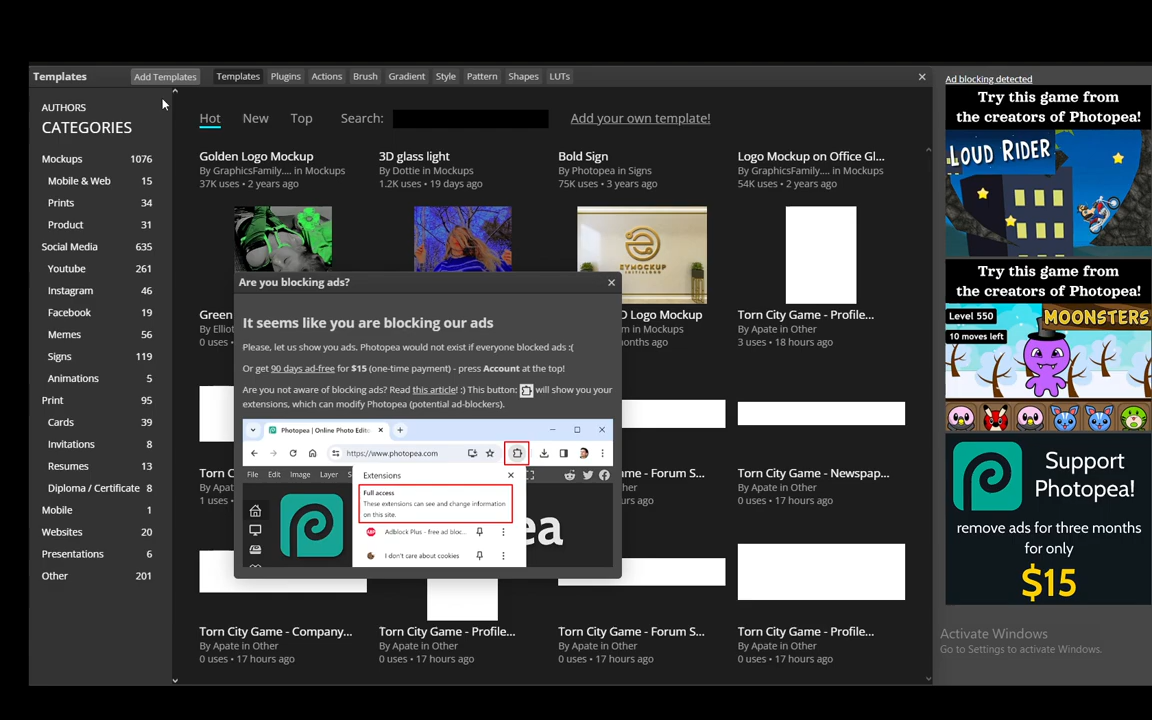 Templates
Add Templates
Templates
Plugins
Actions
Brush
Gradient
Style
Pattern
Shapes
LUTs
AUTHORS
CATEGORIES
Mockups 1076
Mobile & Web 15
Prints 34
Product 31
Social Media 635
Youtube 261
Instagram 46
Facebook 19
Memes 56
Signs 119
Animations 5
Print 95
Cards 39
Invitations 8
Resumes 13
Diploma / Certificate 8
Mobile 1
Websites 20
Presentations 6
Other 201
Hot New Top Search: Add your own template!
Golden Logo Mockup
By GraphicsFamily.... in Mockups
37K uses • 2 years ago
3D glass light
By Dottie in Mockups
1.2K uses • 19 days ago
Bold Sign
By Photopea in Signs
75K uses • 3 years ago
Logo Mockup on Office Gl...
By GraphicsFamily.... in Mockups
54K uses • 2 years ago
EYMOCKUP
Green
By Elliot
0 uses •
D Logo Mockup
m in Mockups
months ago
Torn City Game - Profile...
By Apate in Other
3 uses • 18 hours ago
Are you blocking ads?
It seems like you are blocking our ads
Please, let us show you ads. Photopea would not exist if everyone blocked ads :(
Or get 90 days ad-free for $15 (one-time payment) - press Account at the top!
Are you not aware of blocking ads? Read this article! :) This button: will show you your
extensions, which can modify Photopea (potential ad-blockers).
Photopea | Online Photo Edito
https://www.photopea.com
File Edit Image Layer S
Extensions
Full access
These extensions can see and change information
on this site.
Adblock Plus - free ad bloc...
I don't care about cookies
ea
Torn C
By Apat
1 uses •
me - Forum S...
in Other
17 hours ago
Torn City Game - Newspap...
By Apate in Other
0 uses • 17 hours ago
Torn City Game - Company...
By Apate in Other
0 uses • 17 hours ago
Torn City Game - Profile...
By Apate in Other
0 uses • 17 hours ago
Torn City Game - Forum S...
By Apate in Other
0 uses • 17 hours ago
Torn City Game - Profile...
By Apate in Other
0 uses • 17 hours ago
Ad blocking detected
Try this game from
the creators of Photopea!
LOUD RIDER
Try this game from
the creators of Photopea!
Level 550
10 moves left
MOONSTERS
Support
Photopea!
remove ads for three months
for only
$15
Activate Windows
Go to Settings to activate Windows.